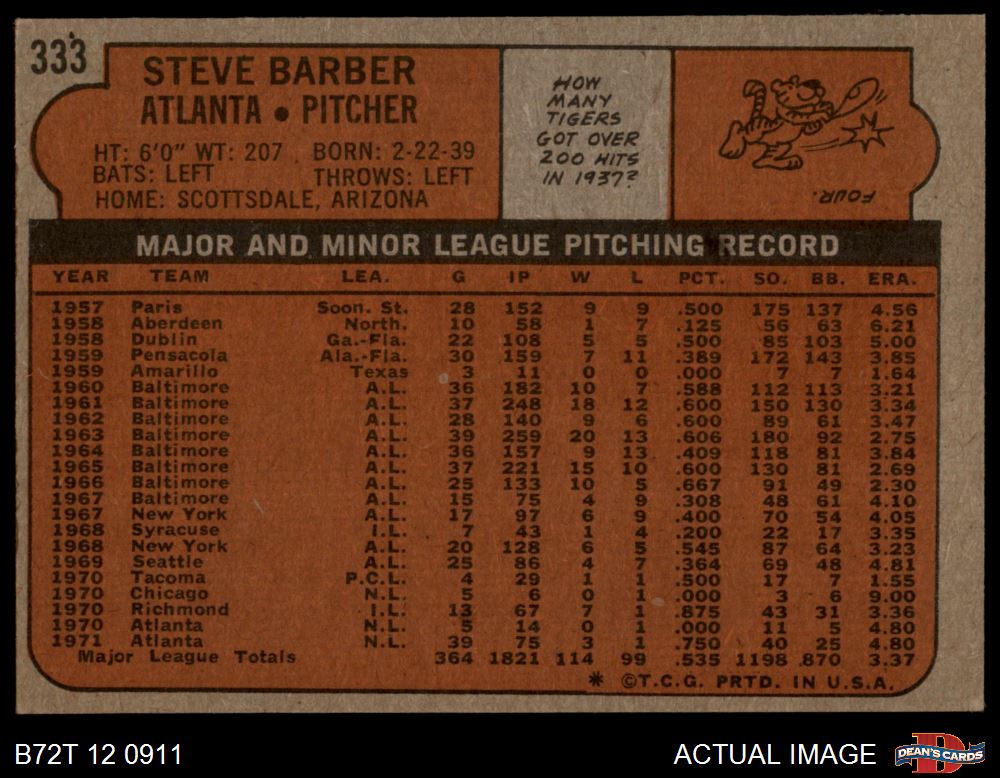 333
STEVE BARBER
ATLANTA • PITCHER
HT: 6'0" WT: 207 BORN: 2-22-39
BATS: LEFT THROWS: LEFT
HOME: SCOTTSDALE, ARIZONA
HOW
MANY
TIGERS
GOT OVER
200 HITS
IN 1937?
FOUR.
MAJOR AND MINOR LEAGUE PITCHING RECORD
YEAR TEAM LEA. G IP W L PCT. SO. BB. ERA.
1957 Paris Soon. St. 28 152 9 9 .500 175 137 4.56
1958 Aberdeen North. 10 58 1 7 .125 56 63 6.21
1958 Dublin Ga.-Fla. 22 108 5 5 .500 85 103 5.00
1959 Pensacola Ala.-Fla. 30 159 7 11 .389 172 143 3.85
1959 Amarillo Texas 3 11 0 0 .000 7 7 1.64
1960 Baltimore A.L. 36 182 10 7 .588 112 113 3.21
1961 Baltimore A.L. 37 248 18 12 .600 150 130 3.34
1962 Baltimore A.L. 28 140 9 6 .600 89 61 3.47
1963 Baltimore A.L. 39 259 20 13 .606 180 92 2.75
1964 Baltimore A.L. 36 157 9 13 .409 118 81 3.84
1965 Baltimore A.L. 37 221 15 10 .600 130 81 2.69
1966 Baltimore A.L. 25 133 10 5 .667 91 49 2.30
1967 Baltimore A.L. 15 75 4 9 .308 48 61 4.10
1967 New York A.L. 17 97 6 9 .400 70 54 4.05
1968 Syracuse I.L. 7 43 1 4 .200 22 17 3.35
1968 New York A.L. 20 128 6 5 .545 87 64 3.23
1969 Seattle A.L. 25 86 4 7 .364 69 48 4.81
1970 Tacoma P.C.L. 4 29 1 1 .500 17 7 1.55
1970 Chicago N.L. 5 6 0 1 .000 3 6 9.00
1970 Richmond I.L. 13 67 7 1 .875 43 31 3.36
1970 Atlanta N.L. 5 14 0 1 .000 11 5 4.80
1971 Atlanta N.L. 39 75 3 1 .750 40 25 4.80
Major League Totals 364 1821 114 99 .535 1198 870 3.37
* ©T.C.G. PRTD. IN U.S.A.
B72T 12 0911 ACTUAL IMAGE DEAN'S CARDS